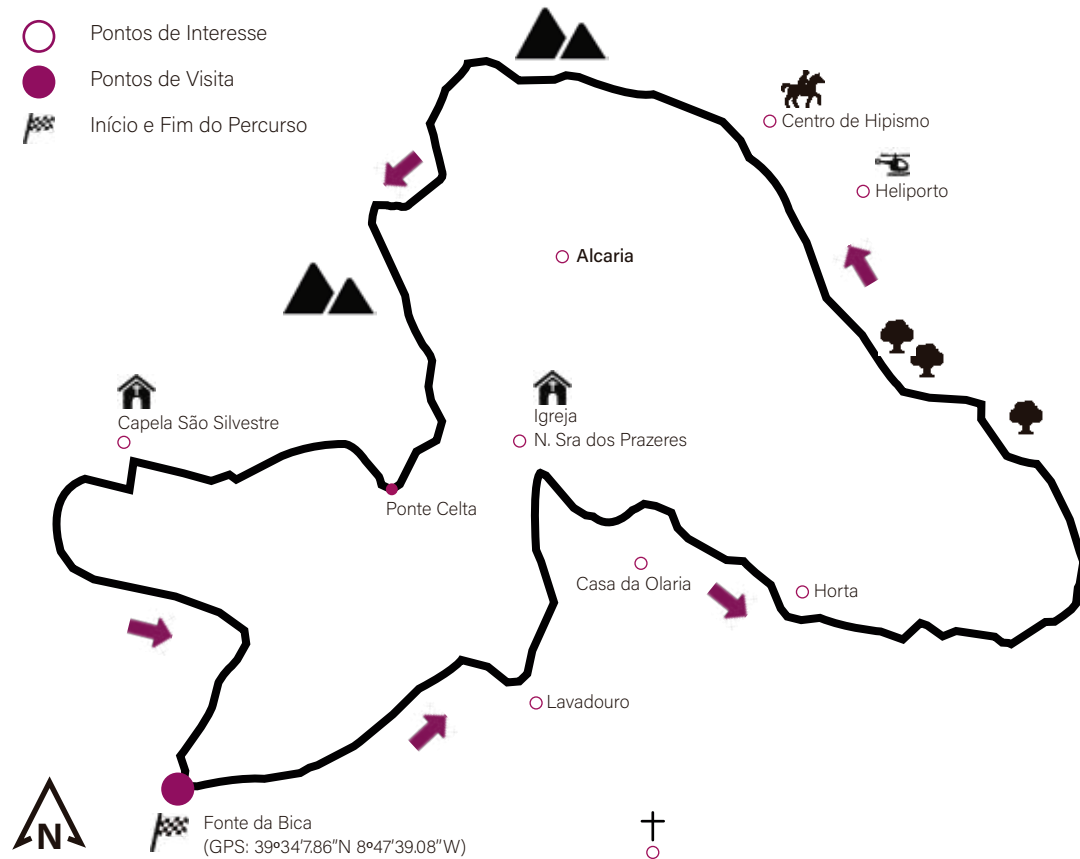 Pontos de Interesse
Pontos de Visita
Início e Fim do Percurso
Centro de Hipismo
Heliporto
Alcaria
Capela São Silvestre
Igreja
N. Sra dos Prazeres
Ponte Celta
Casa da Olaria
Horta
Lavadouro
N
Fonte da Bica
(GPS: 39º34'7.86"N 8º47'39.08"W)